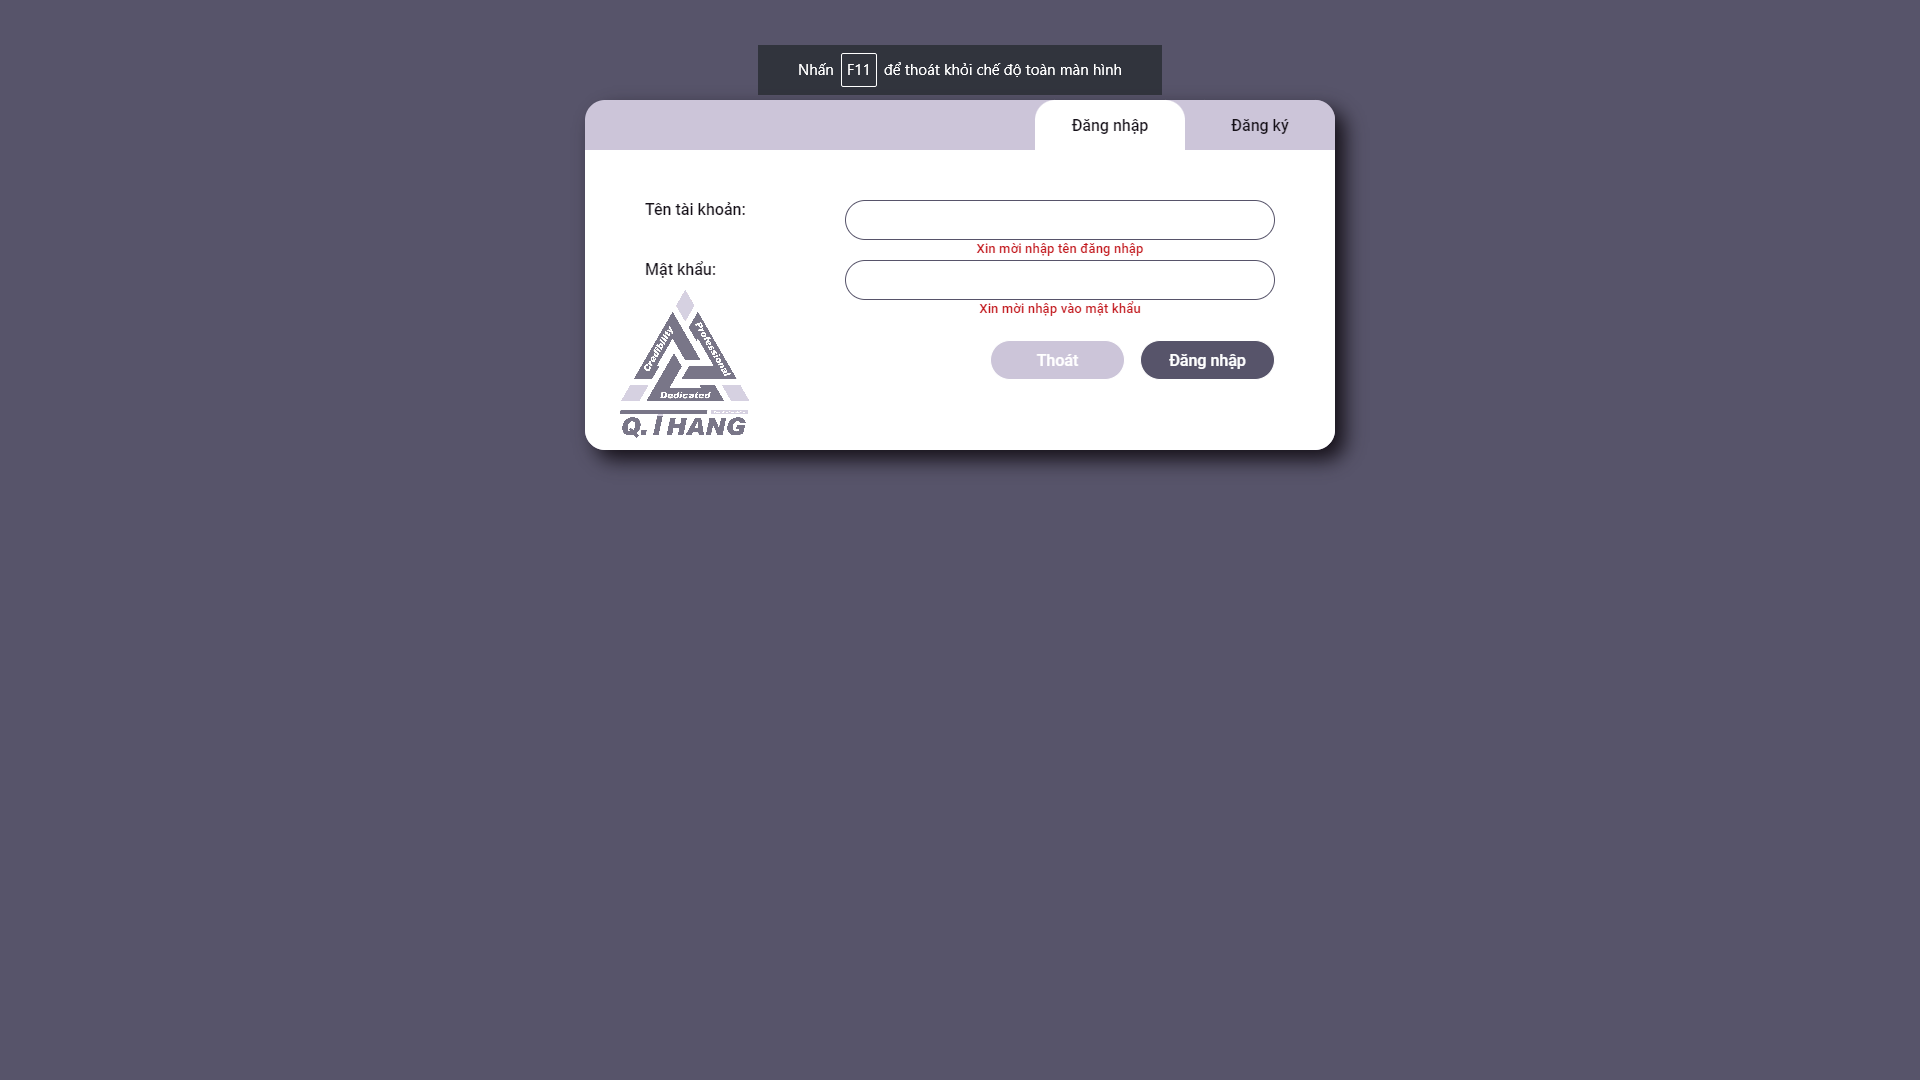 Nhấn F11 để thoát khỏi chế độ toàn màn hình
Đăng nhập
Đăng ký
Tên tài khoản:
Xin mời nhập tên đăng nhập
Mật khẩu:
Xin mời nhập vào mật khẩu
Credibility
Professional
Dedicated
Thoát
Đăng nhập
Q.I HANG